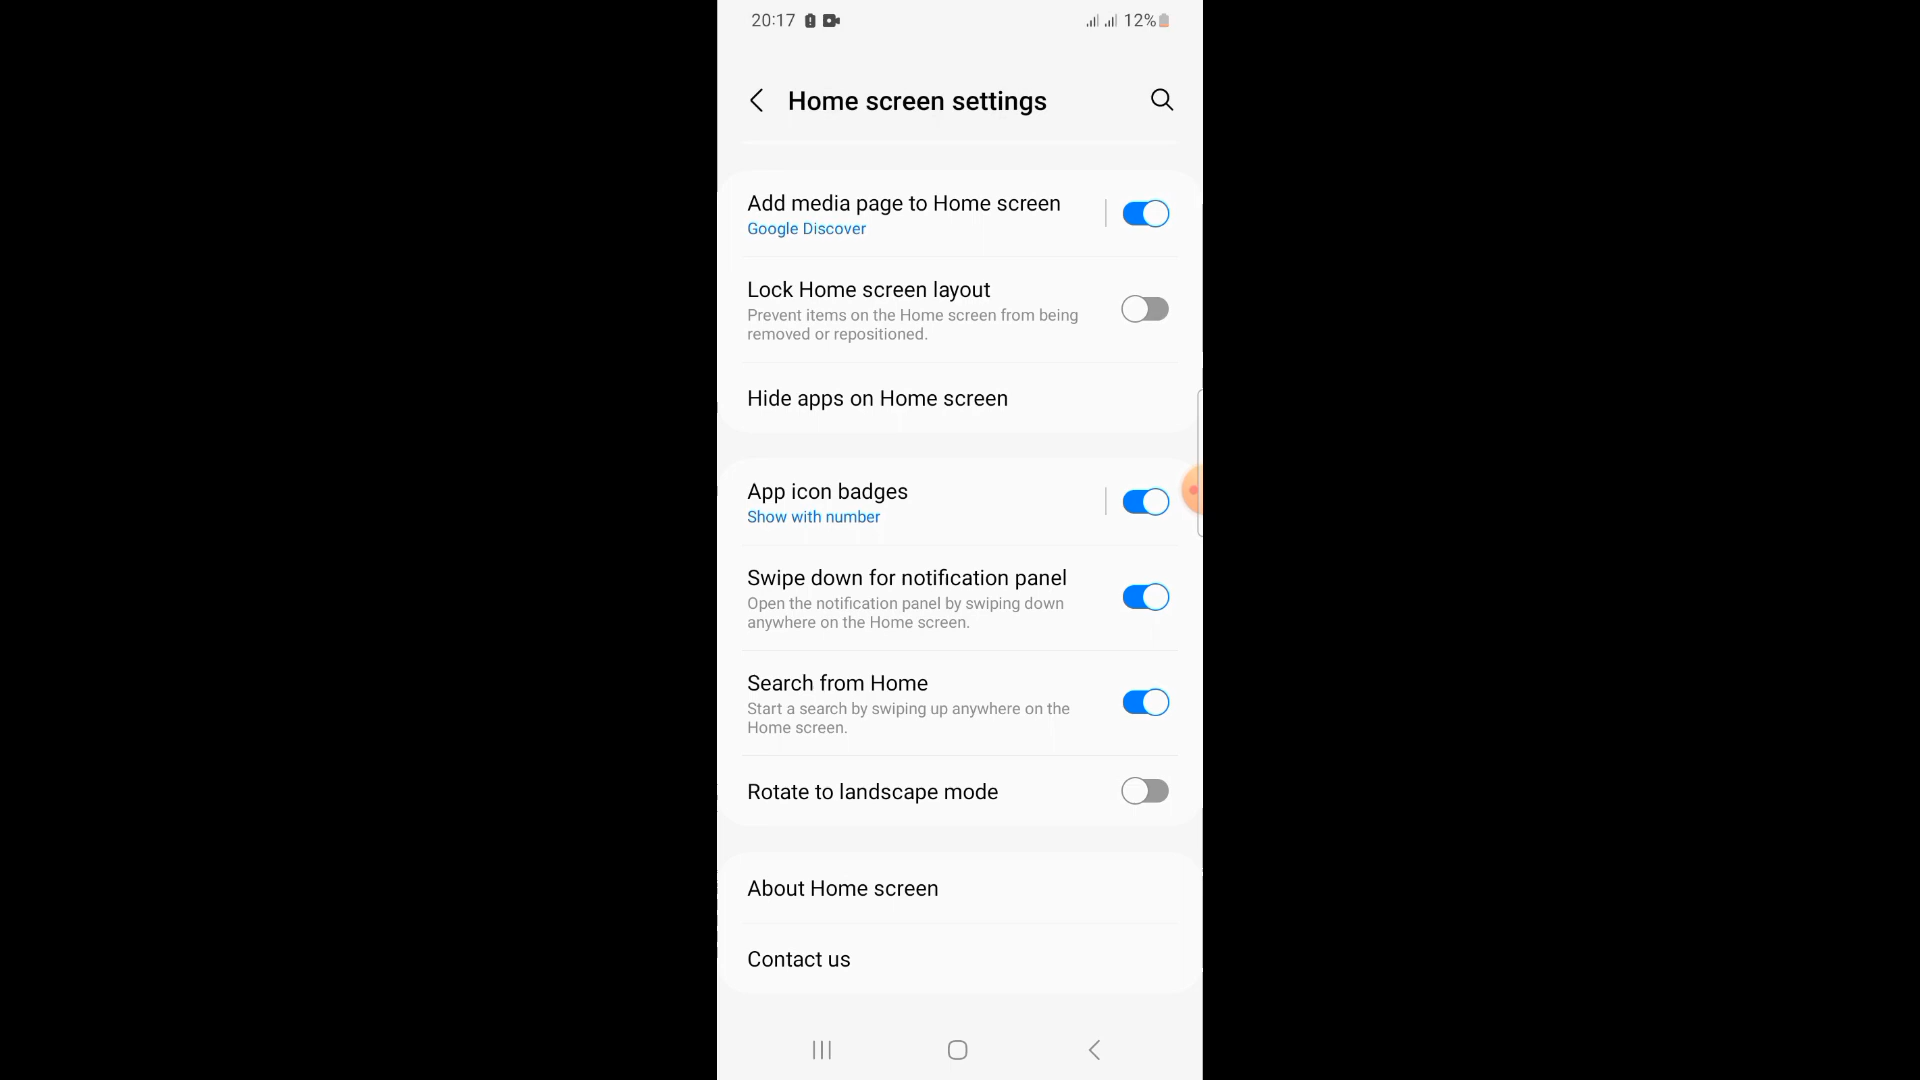 20:17
12%
Home screen settings
Add media page to Home screen
Google Discover
Lock Home screen layout
Prevent items on the Home screen from being
removed or repositioned.
Hide apps on Home screen
App icon badges
Show with number
Swipe down for notification panel
Open the notification panel by swiping down
anywhere on the Home screen.
Search from Home
Start a search by swiping up anywhere on the
Home screen.
Rotate to landscape mode
About Home screen
Contact us